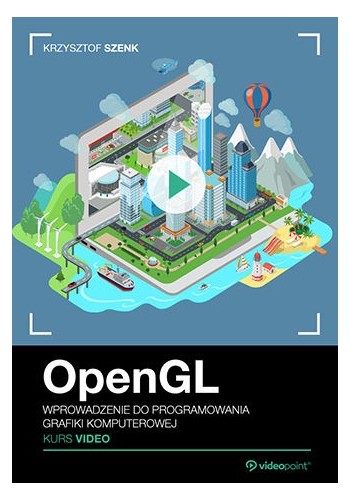 KRZYSZTOF SZENK
OpenGL
WPROWADZENIE DO PROGRAMOWANIA
GRAFIKI KOMPUTEROWEJ
KURS VIDEO
videopoint